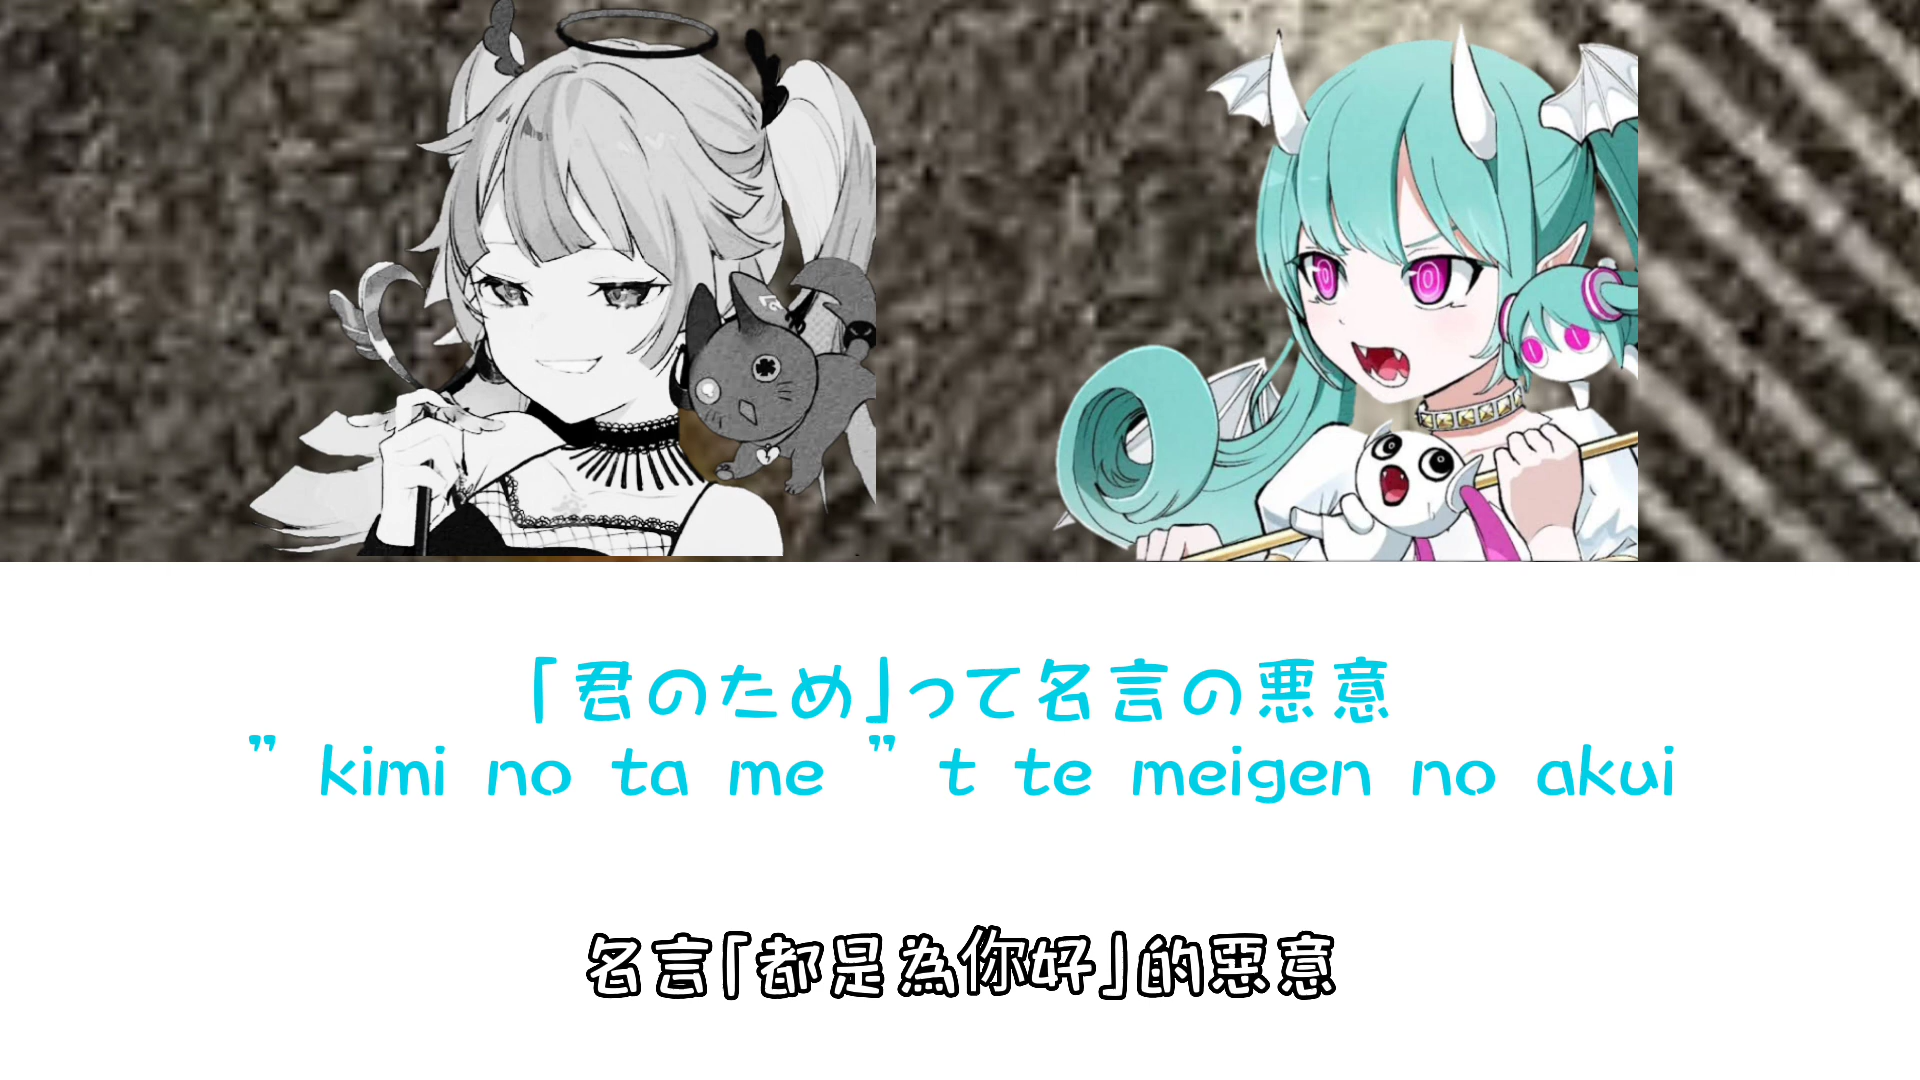 「君のため」って名言の悪意
” kimi no ta me ” t te meigen no akui
名言「都是為你好」的惡意